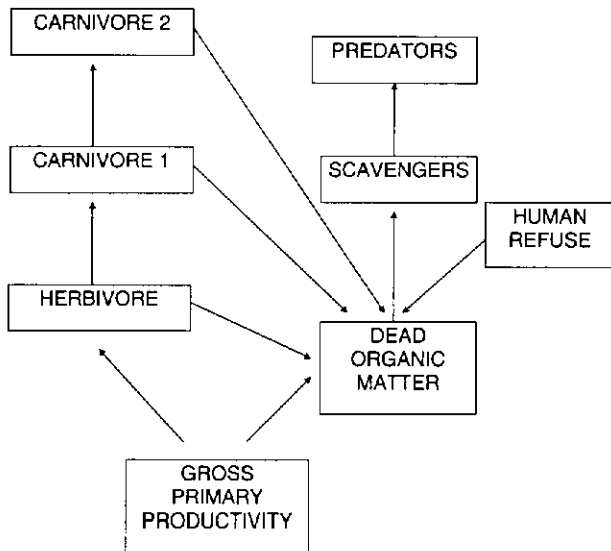 CARNIVORE 2
PREDATORS
CARNIVORE 1
SCAVENGERS
HUMAN
REFUSE
HERBIVORE
DEAD
ORGANIC
MATTER
GROSS
PRIMARY
PRODUCTIVITY